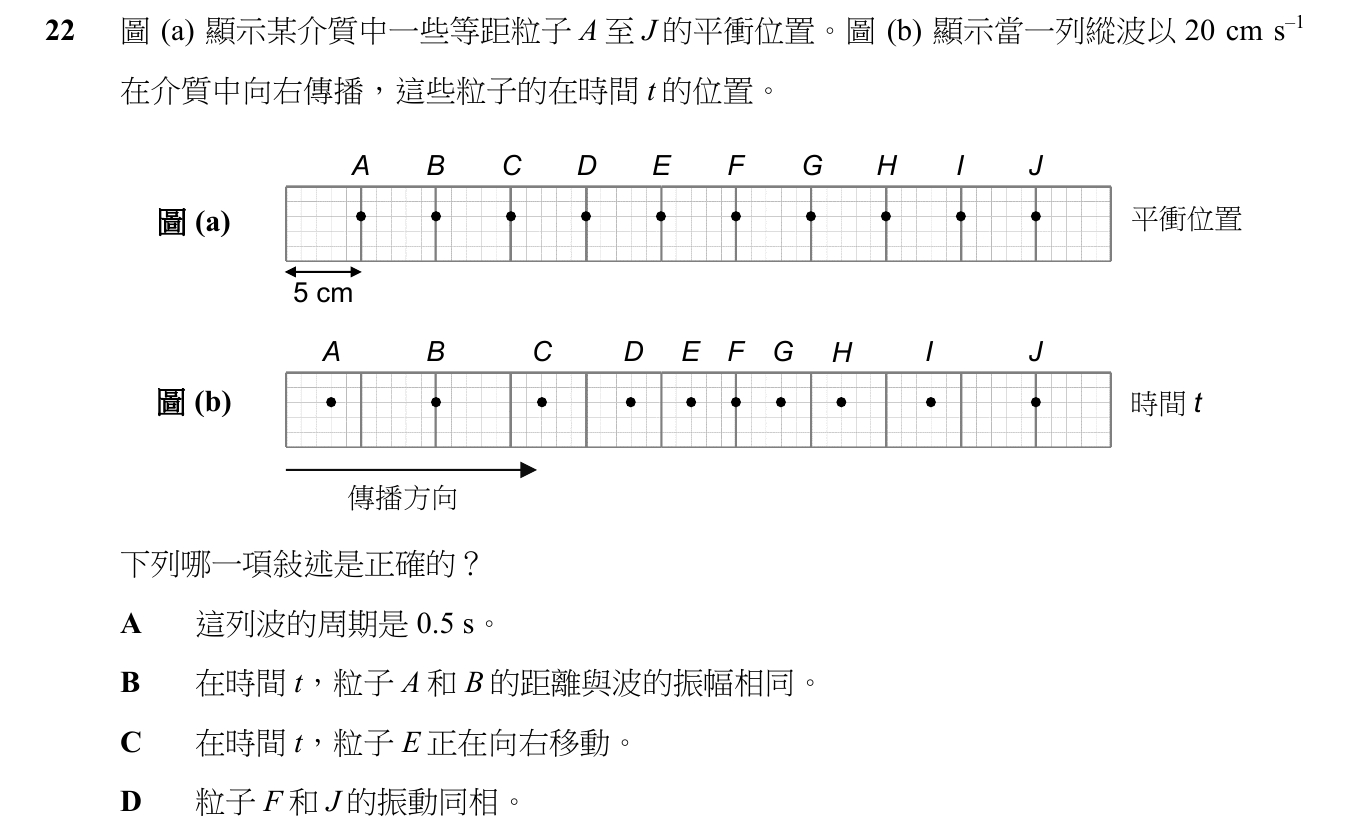 22 圖 (a) 顯示某介質中一些等距粒子 A 至 J 的平衡位置。圖 (b) 顯示當一列縱波以 20 cm s⁻¹
在介質中向右傳播，這些粒子的在時間 t 的位置。
A B C D E F G H I J
圖 (a) 平衡位置
5 cm
A B C D E F G H I J
圖 (b) 時間 t
傳播方向
下列哪一項敍述是正確的？
A 這列波的周期是 0.5 s。
B 在時間 t，粒子 A 和 B 的距離與波的振幅相同。
C 在時間 t，粒子 E 正在向右移動。
D 粒子 F 和 J 的振動同相。